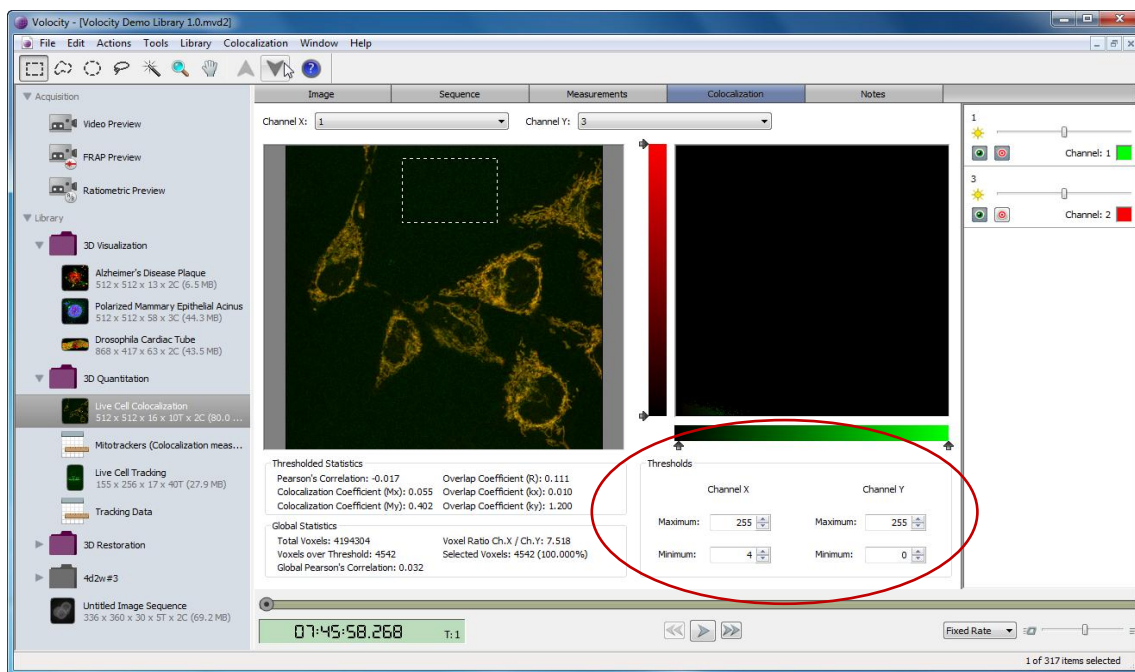 Volocity - [Volocity Demo Library 1.0.mvd2]
File Edit Actions Tools Library Colocalization Window Help
Acquisition
Video Preview
FRAP Preview
Ratiometric Preview
Library
3D Visualization
Alzheimer's Disease Plaque
512 x 512 x 13 x 2C (6.5 MB)
Polarized Mammary Epithelial Acinus
512 x 512 x 58 x 3C (44.3 MB)
Drosophila Cardiac Tube
868 x 417 x 63 x 2C (43.5 MB)
3D Quantitation
Live Cell Colocalization
512 x 512 x 16 x 10T x 2C (80.0 ...
Mitotrackers (Colocalization meas...
Live Cell Tracking
155 x 256 x 17 x 40T (27.9 MB)
Tracking Data
3D Restoration
4d2w#3
Untitled Image Sequence
336 x 360 x 30 x 5T x 2C (69.2 MB)
Image Sequence Measurements Colocalization Notes
Channel X: 1 Channel Y: 3
Thresholded Statistics
Pearson's Correlation: -0.017 Overlap Coefficient (R): 0.111
Colocalization Coefficient (Mx): 0.055 Overlap Coefficient (kx): 0.010
Colocalization Coefficient (My): 0.402 Overlap Coefficient (ky): 1.200
Global Statistics
Total Voxels: 4194304 Voxel Ratio Ch.X / Ch.Y: 7.518
Voxels over Threshold: 4542 Selected Voxels: 4542 (100.000%)
Global Pearson's Correlation: 0.032
Thresholds
Channel X Channel Y
Maximum: 255 Maximum: 255
Minimum: 4 Minimum: 0
1
Channel: 1
3
Channel: 2
07:45:58.268 T: 1
Fixed Rate
1 of 317 items selected